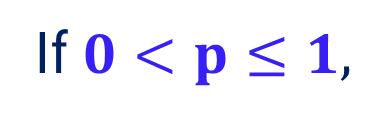 If 0 < p ≤ 1,